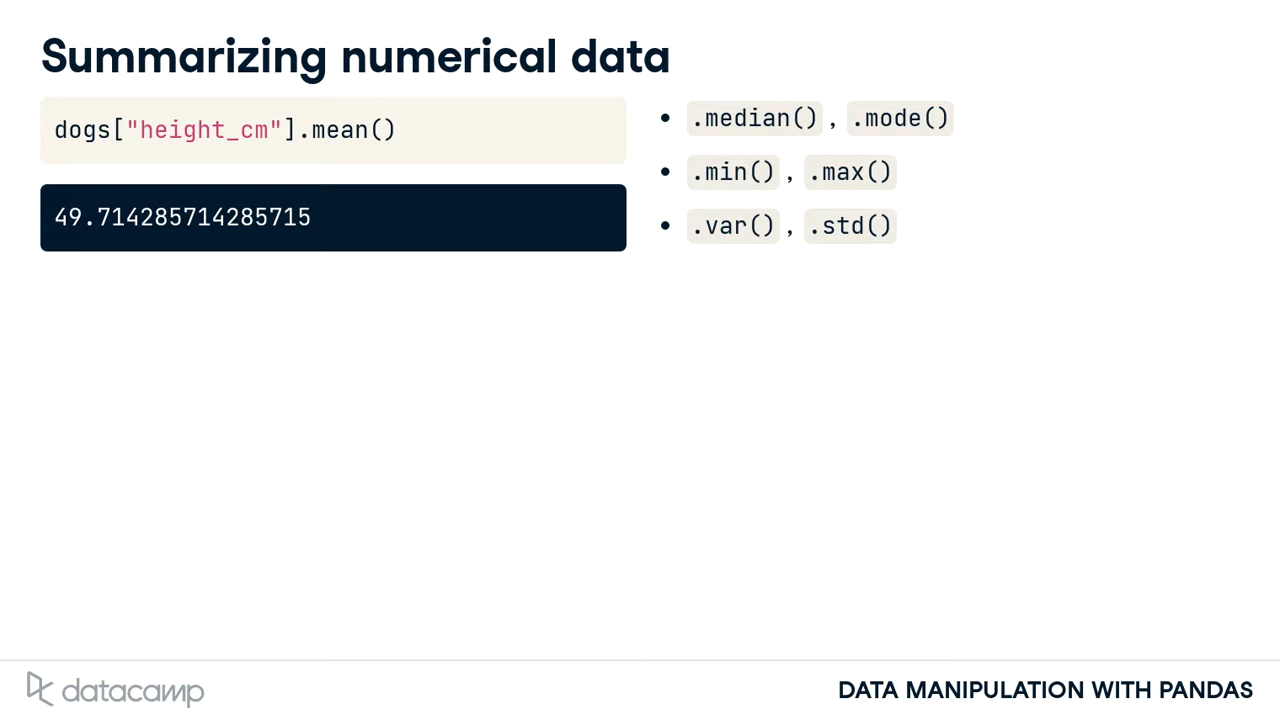 Summarizing numerical data
dogs["height_cm"].mean()
49.714285714285715
• .median() , .mode()
• .min() , .max()
• .var() , .std()
datacamp
DATA MANIPULATION WITH PANDAS